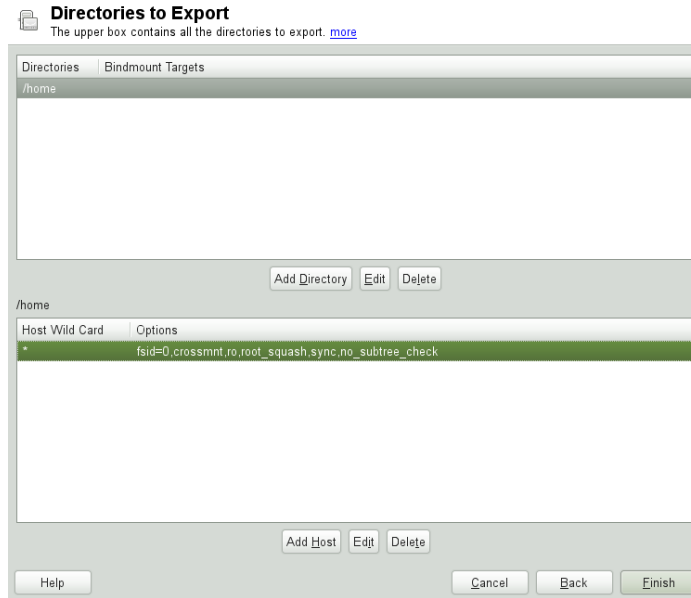 Directories to Export
The upper box contains all the directories to export. more
Directories Bindmount Targets
/home
Add Directory Edit Delete
/home
Host Wild Card Options
* fsid=0,crossmnt,ro,root_squash,sync,no_subtree_check
Add Host Edit Delete
Help Cancel Back Finish